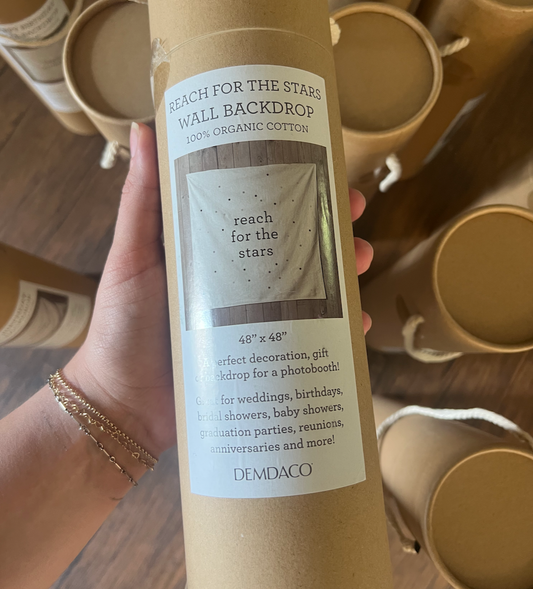 REACH FOR THE STARS
WALL BACKDROP
100% ORGANIC COTTON
reach
for the
stars
48" x 48"
A perfect decoration, gift
backdrop for a photobooth!
for weddings, birthdays,
bridal showers, baby showers,
graduation parties, reunions,
anniversaries and more!
DEMDACO